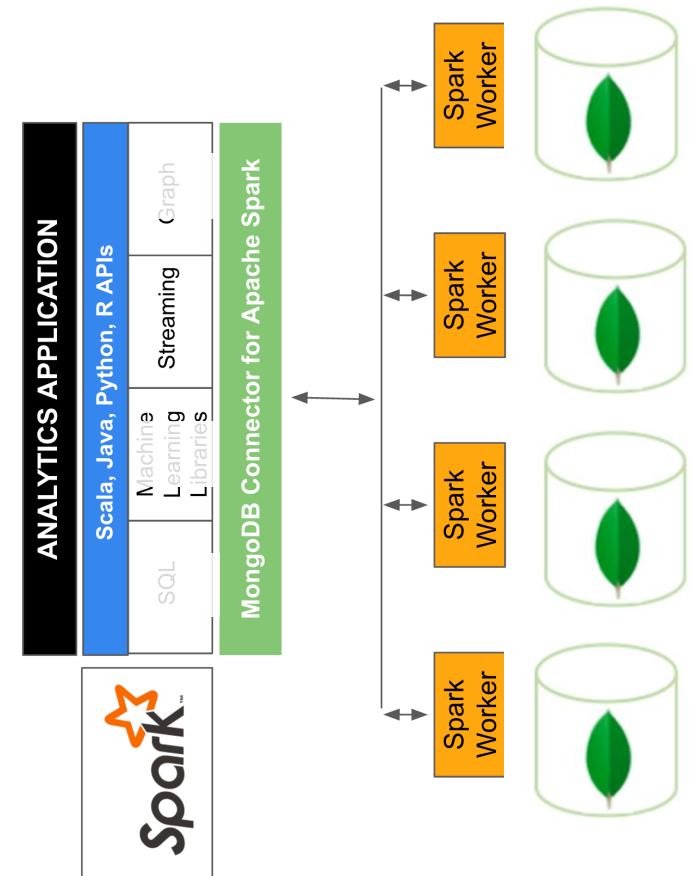 ANALYTICS APPLICATION
Scala, Java, Python, R APIs
SQL
Machine
Learning
Libraries
Streaming
Graph
MongoDB Connector for Apache Spark
Spark™
Spark
Worker
Spark
Worker
Spark
Worker
Spark
Worker